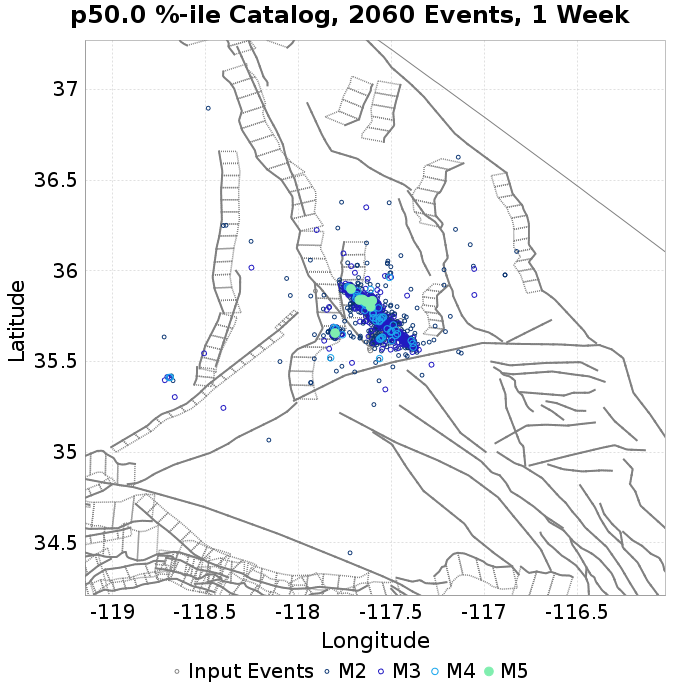 p50.0 %-ile Catalog, 2060 Events, 1 Week
37
36.5
36
35.5
35
34.5
Latitude
-119 -118.5 -118 -117.5 -117 -116.5
Longitude
Input Events M2 M3 M4 M5